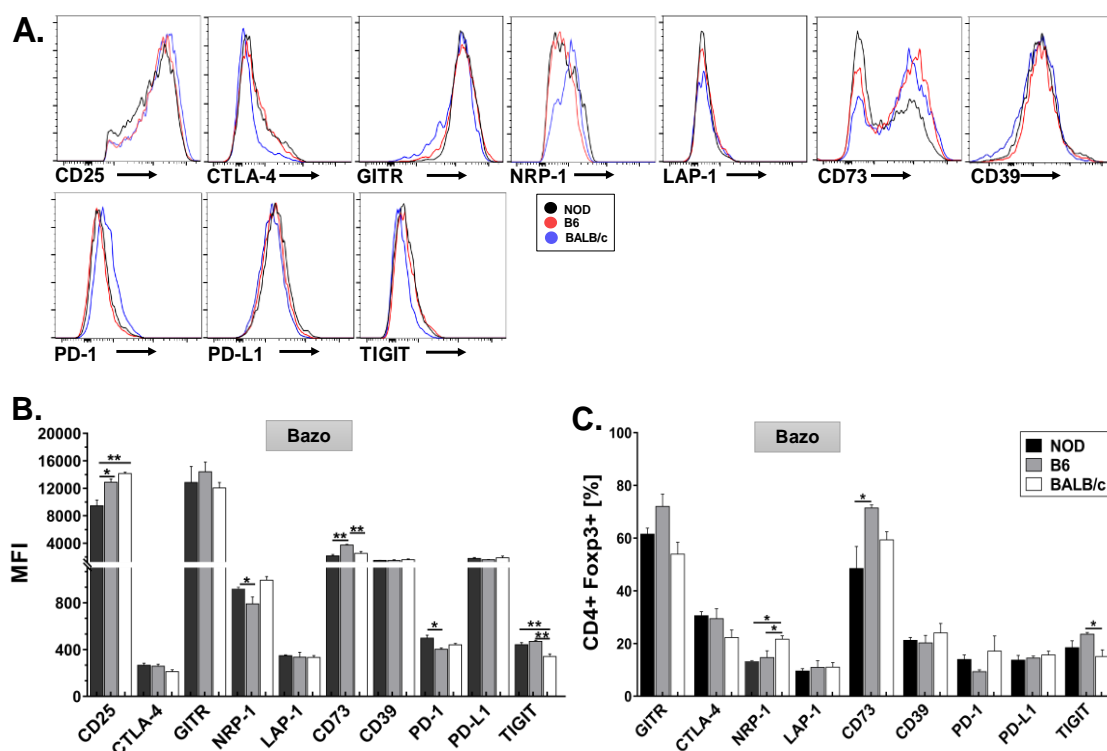 A.
CD25 CTLA-4 GITR NRP-1 LAP-1 CD73 CD39
NOD
B6
BALB/c
PD-1 PD-L1 TIGIT
B.
Bazo
MFI
20000
16000
12000
8000
4000
800
400
0
** 
*
** **
*
*
**
**
CD25 CTLA-4 GITR NRP-1 LAP-1 CD73 CD39 PD-1 PD-L1 TIGIT
C.
Bazo
NOD
B6
BALB/c
CD4+ Foxp3+ [%]
100
80
60
40
20
0
*
*
*
*
GITR CTLA-4 NRP-1 LAP-1 CD73 CD39 PD-1 PD-L1 TIGIT